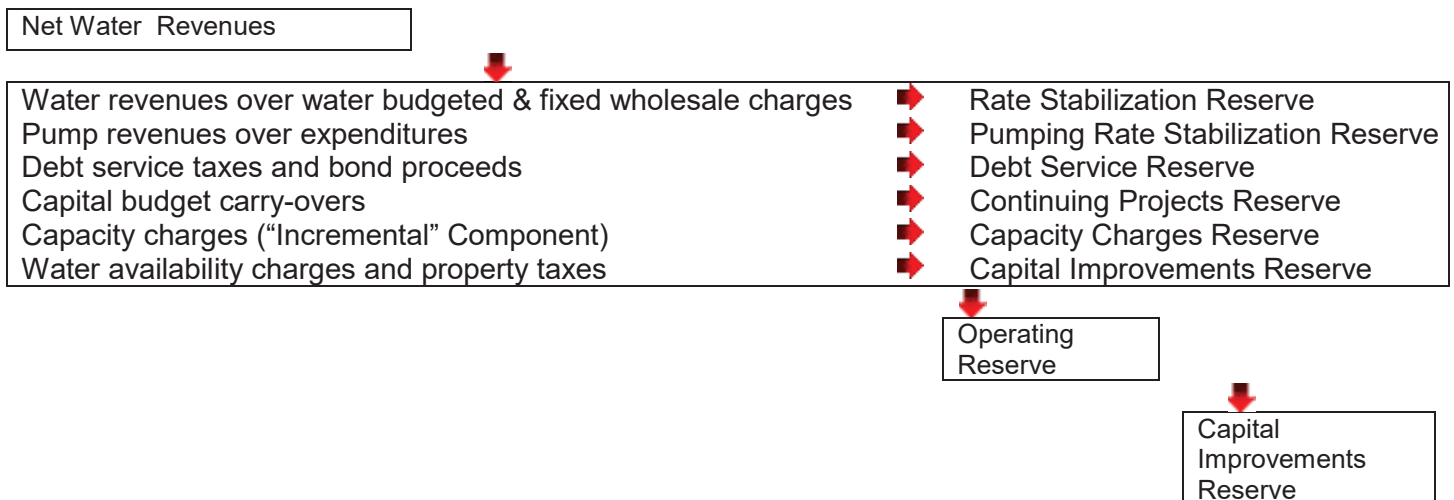 Net Water Revenues
Water revenues over water budgeted & fixed wholesale charges Rate Stabilization Reserve
Pump revenues over expenditures Pumping Rate Stabilization Reserve
Debt service taxes and bond proceeds Debt Service Reserve
Capital budget carry-overs Continuing Projects Reserve
Capacity charges (“Incremental” Component) Capacity Charges Reserve
Water availability charges and property taxes Capital Improvements Reserve
Operating
Reserve
Capital
Improvements
Reserve